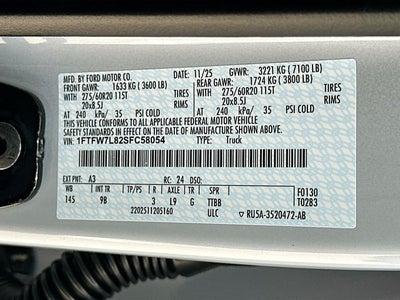 MFD. BY FORD MOTOR CO. 11/25 GVWR: 3221 KG ( 7100 LB)
FRONT GAWR: 1633 KG ( 3600 LB) REAR GAWR: 1724 KG ( 3800 LB)
WITH WITH
275/60R20 115T TIRES 275/60R20 115T TIRES
20x8.5J RIMS 20x8.5J RIMS
AT 240 kPa/ 35 PSI COLD AT 240 kPa/ 35 PSI COLD
THIS VEHICLE CONFORMS TO ALL APPLICABLE FEDERAL MOTOR VEHICLE
SAFETY AND THEFT PREVENTION STANDARDS IN EFFECT ON THE DATE OF
MANUFACTURE SHOWN ABOVE.
VIN: 1FTFW7L82SFC58054 TYPE: Truck
EXT PNT: A3 RC: 24 DSO:
WB INT TR TP/PS R AXLE TR SPR F0130
145 9B 3 L9 G TTBB T0283
2202511205160 ULC RU5A-3520472-AB